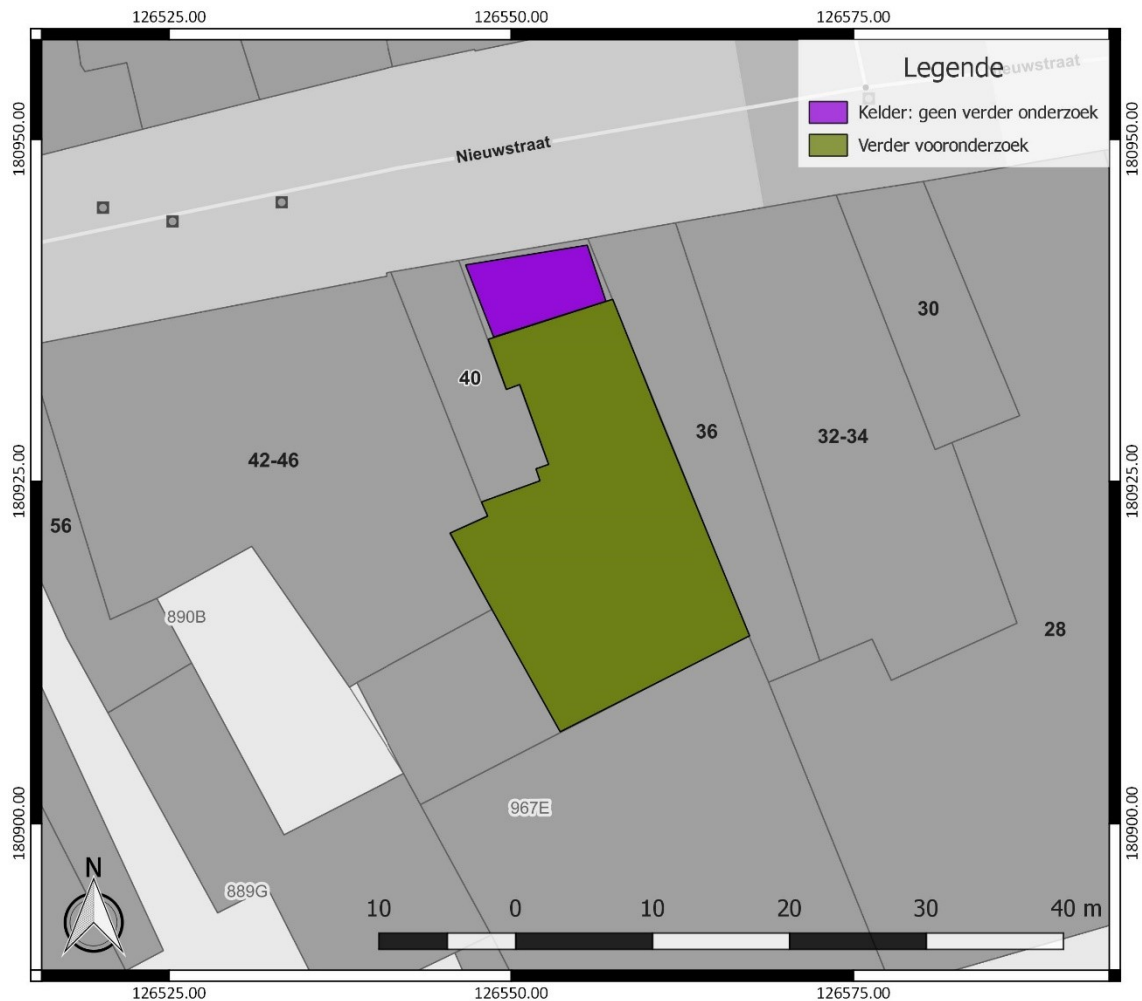 126525.00
126550.00
126575.00
Legende
Kelder: geen verder onderzoek
Verder vooronderzoek
Nieuwstraat
180950.00
180950.00
Nieuwstraat
30
40
36
32-34
42-46
180925.00
180925.00
56
890B
28
967E
180900.00
180900.00
889G
N
10 0 10 20 30 40 m
126525.00
126550.00
126575.00